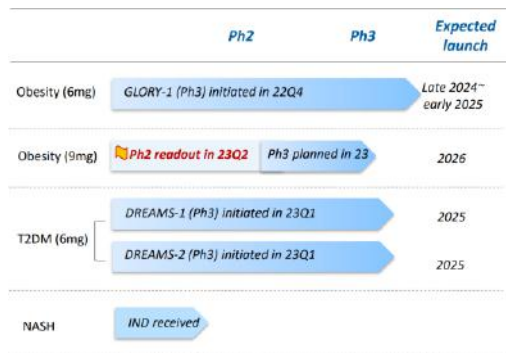 Ph2 Ph3 Expected launch
Obesity (6mg) GLORY-1 (Ph3) initiated in 22Q4 Late 2024~ early 2025
Obesity (9mg) Ph2 readout in 23Q2 Ph3 planned in 23 2026
DREAMS-1 (Ph3) initiated in 23Q1 2025
T2DM (6mg)
DREAMS-2 (Ph3) initiated in 23Q1 2025
NASH IND received